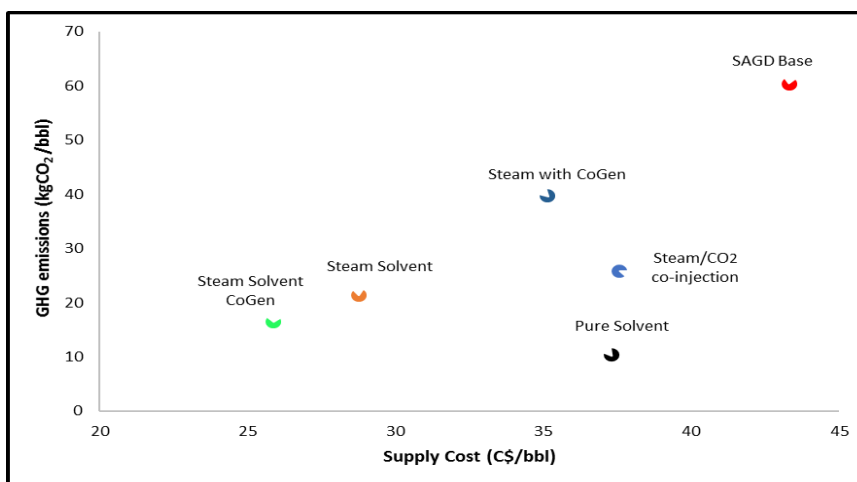 70
60
50
40
30
20
10
0
GHG emissions (kgCO₂/bbl)
SAGD Base
Steam with CoGen
Steam/CO2
co-injection
Steam Solvent
Steam Solvent
CoGen
Pure Solvent
20
25
30
35
40
45
Supply Cost (C$/bbl)